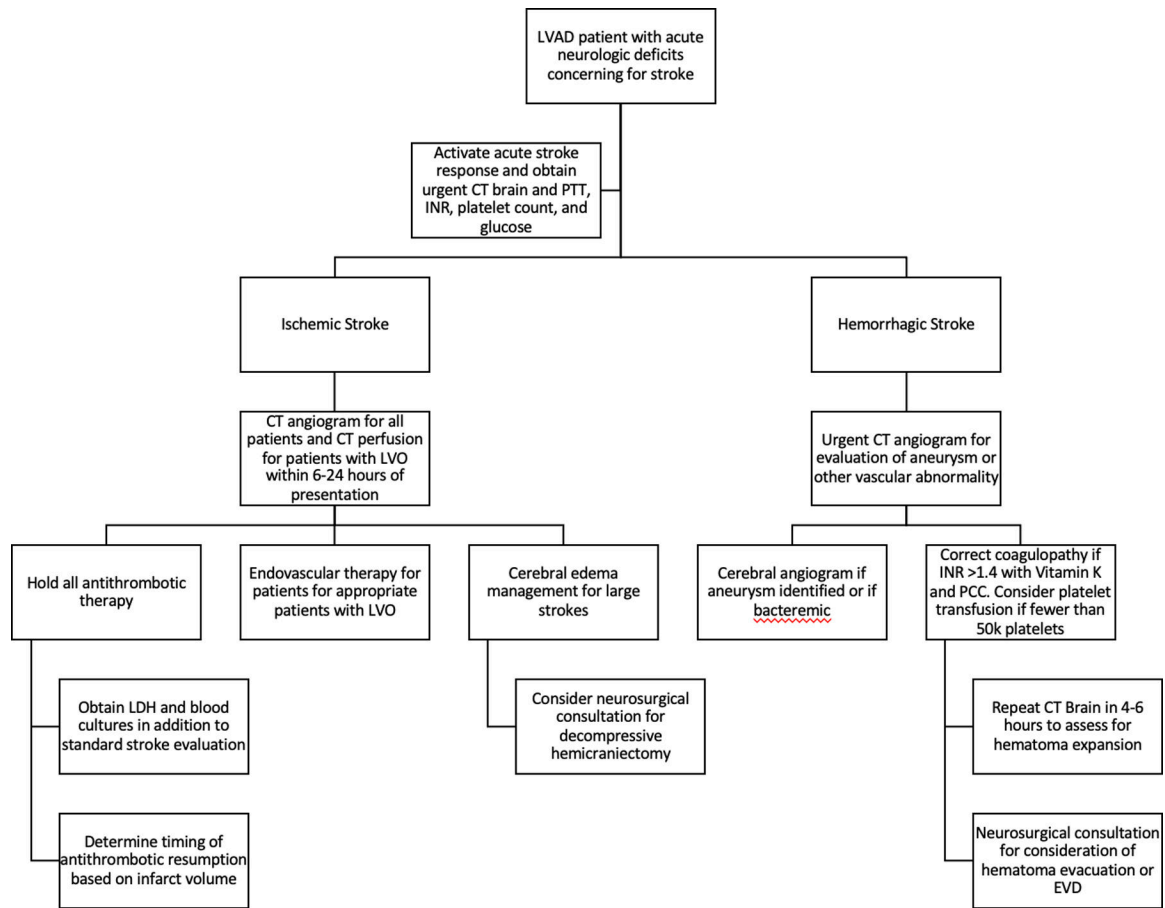 LVAD patient with acute
neurologic deficits
concerning for stroke
Activate acute stroke
response and obtain
urgent CT brain and PTT,
INR, platelet count, and
glucose
Ischemic Stroke
Hemorrhagic Stroke
CT angiogram for all
patients and CT perfusion
for patients with LVO
within 6-24 hours of
presentation
Urgent CT angiogram for
evaluation of aneurysm or
other vascular abnormality
Hold all antithrombotic
therapy
Endovascular therapy for
patients for appropriate
patients with LVO
Cerebral edema
management for large
strokes
Cerebral angiogram if
aneurysm identified or if
bacteremic
Correct coagulopathy if
INR >1.4 with Vitamin K
and PCC. Consider platelet
transfusion if fewer than
50k platelets
Obtain LDH and blood
cultures in addition to
standard stroke evaluation
Consider neurosurgical
consultation for
decompressive
hemicraniectomy
Repeat CT Brain in 4-6
hours to assess for
hematoma expansion
Determine timing of
antithrombotic resumption
based on infarct volume
Neurosurgical consultation
for consideration of
hematoma evacuation or
EVD